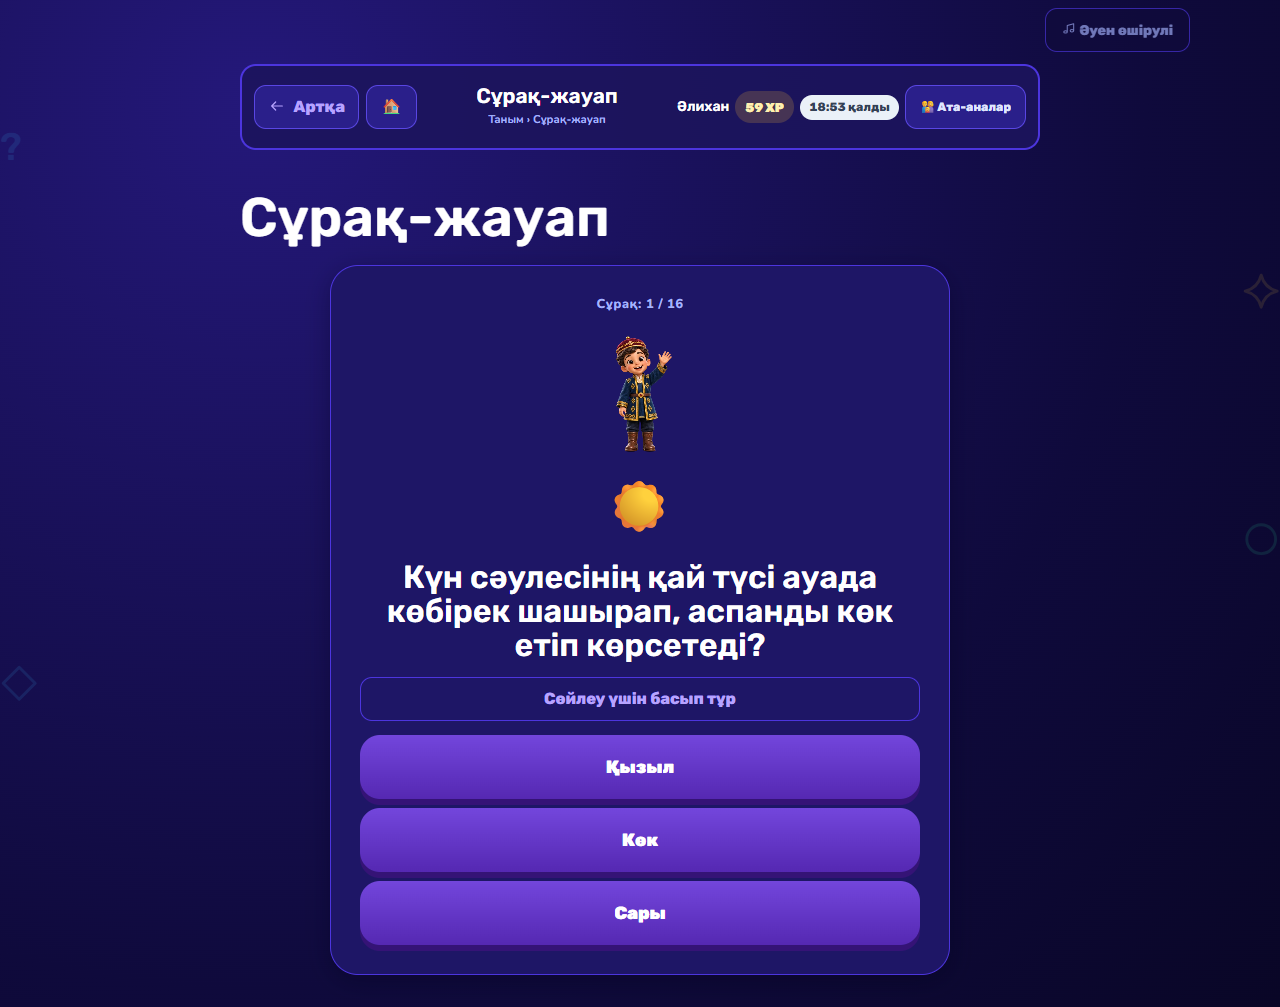 Әуен өшірулі
Артқа
Сұрақ-жауап
Таным › Сұрақ-жауап
Әлихан
59 XP
18:53 қалды
Ата-аналар
?
Сұрақ-жауап
Сұрақ: 1 / 16
Күн сәулесінің қай түсі ауада
көбірек шашырап, аспанды көк
етіп көрсетеді?
Сөйлеу үшін басып тұр
Қызыл
Көк
Сары